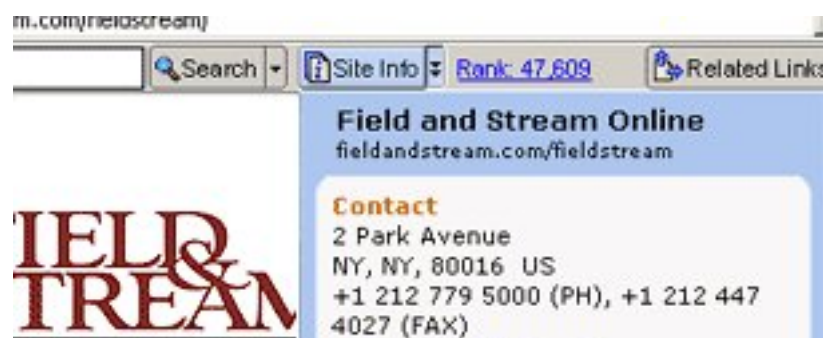 m.com/fieldstream)
Search Site Info Rank: 47,609 Related Links
Field and Stream Online
fieldandstream.com/fieldstream
Contact
2 Park Avenue
NY, NY, 80016 US
+1 212 779 5000 (PH), +1 212 447
4027 (FAX)
IELD&
TREAM